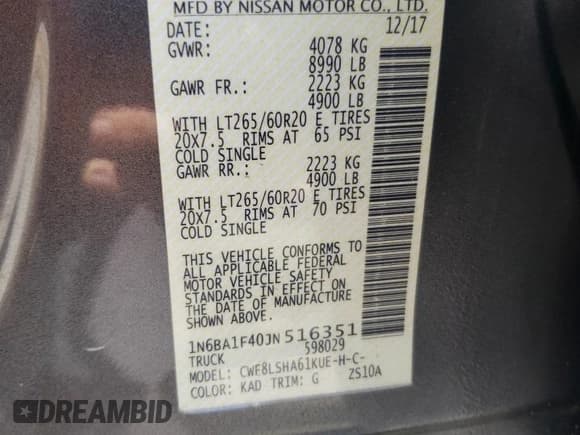 MFD BY NISSAN MOTOR CO., LTD.
DATE: 12/17
GVWR: 4078 KG
8990 LB
GAWR FR.: 2223 KG
4900 LB
WITH LT265/60R20 E TIRES
20X7.5 RIMS AT 65 PSI
COLD SINGLE
GAWR RR.: 2223 KG
4900 LB
WITH LT265/60R20 E TIRES
20X7.5 RIMS AT 70 PSI
COLD SINGLE
THIS VEHICLE CONFORMS TO
ALL APPLICABLE FEDERAL
MOTOR VEHICLE SAFETY
STANDARDS IN EFFECT ON
THE DATE OF MANUFACTURE
SHOWN ABOVE.
1N6BA1F40JN516351
TRUCK 598029
MODEL: CWF8LSHA61KUE-H-C-
COLOR: KAD TRIM: G ZS10A
DREAMBID